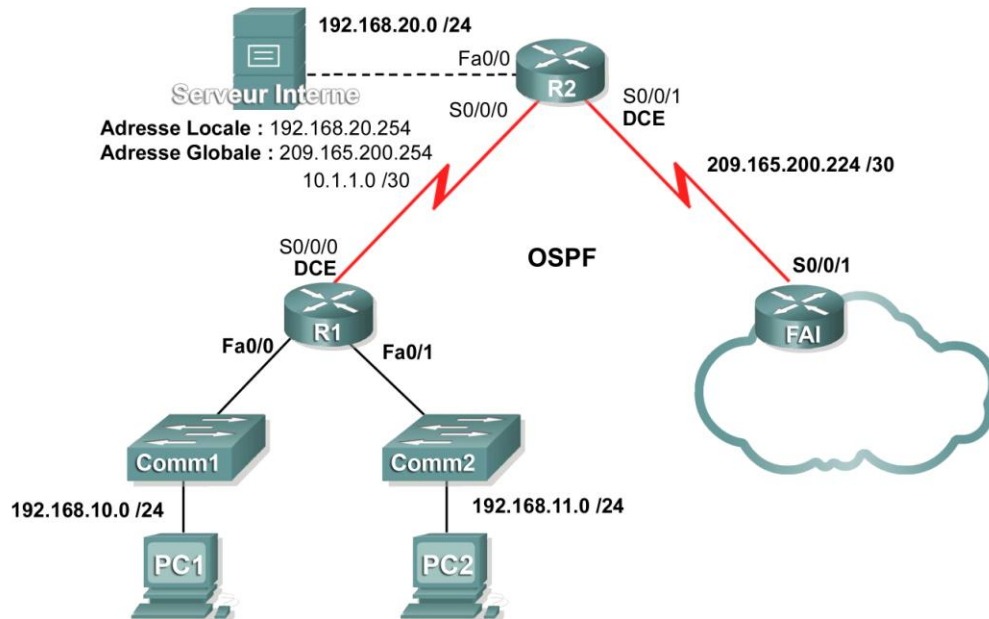 192.168.20.0 /24
Fa0/0
R2
Serveur Interne
S0/0/0
S0/0/1
DCE
Adresse Locale : 192.168.20.254
Adresse Globale : 209.165.200.254
10.1.1.0 /30
209.165.200.224 /30
S0/0/0
DCE
OSPF
S0/0/1
R1
FAI
Fa0/0
Fa0/1
Comm1
Comm2
192.168.10.0 /24
192.168.11.0 /24
PC1
PC2